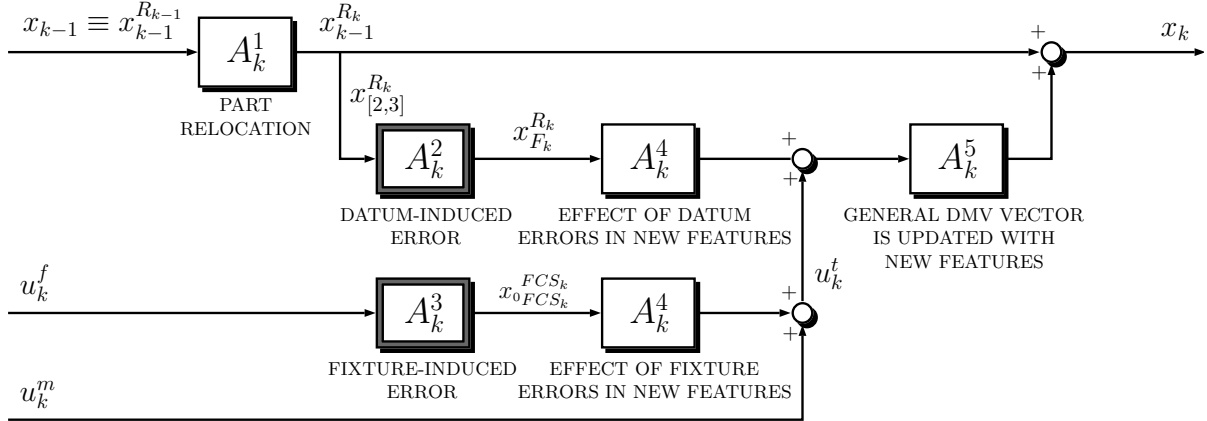 x_{k-1} ≡ x_{k-1}^{R_{k-1}}
A_k^1
x_{k-1}^{R_k}
+
+
x_k
PART
RELOCATION
x_{[2,3]}^{R_k}
A_k^2
x_{F_k}^{R_k}
A_k^4
+
+
A_k^5
DATUM-INDUCED
ERROR
EFFECT OF DATUM
ERRORS IN NEW FEATURES
GENERAL DMV VECTOR
IS UPDATED WITH
NEW FEATURES
u_k^f
A_k^3
x_{0FCS_k}^{FCS_k}
A_k^4
+
+
u_k^t
FIXTURE-INDUCED
ERROR
EFFECT OF FIXTURE
ERRORS IN NEW FEATURES
u_k^m